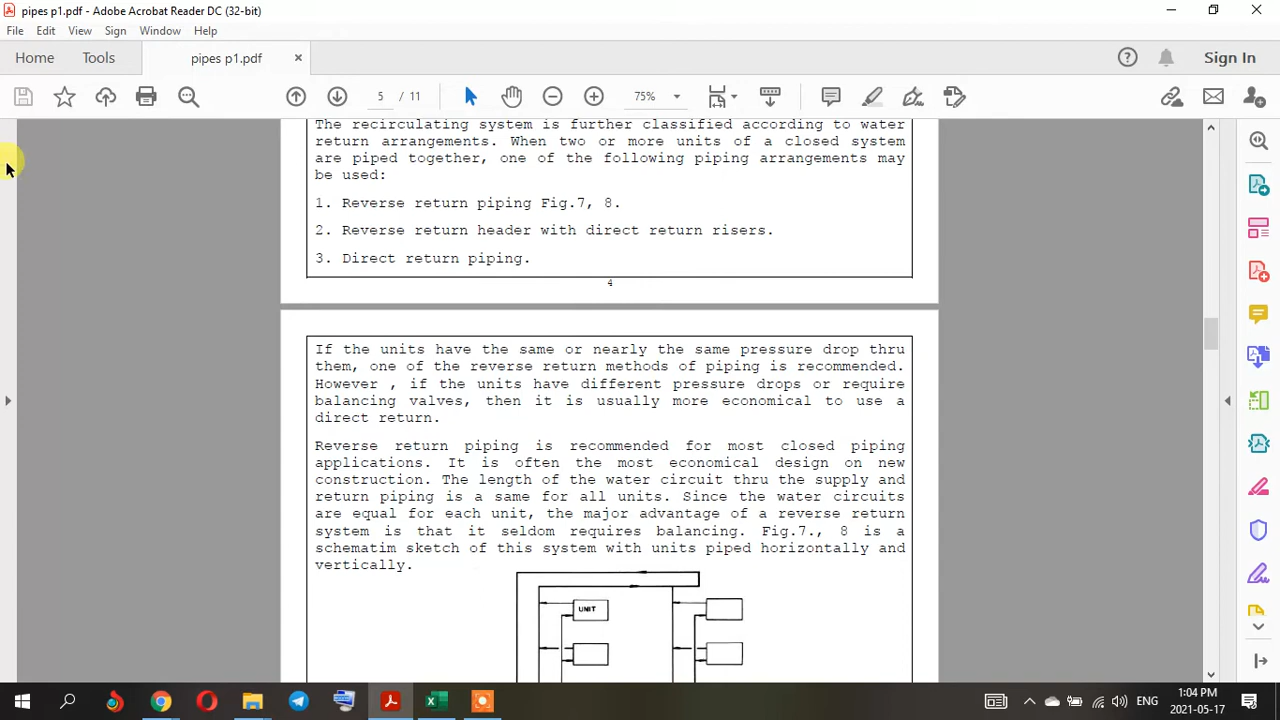 pipes p1.pdf - Adobe Acrobat Reader DC (32-bit)
File Edit View Sign Window Help
Home Tools pipes p1.pdf × Sign In
5 / 11 75%
The recirculating system is further classified according to water
return arrangements. When two or more units of a closed system
are piped together, one of the following piping arrangements may
be used:
1. Reverse return piping Fig.7, 8.
2. Reverse return header with direct return risers.
3. Direct return piping.
4
If the units have the same or nearly the same pressure drop thru
them, one of the reverse return methods of piping is recommended.
However , if the units have different pressure drops or require
balancing valves, then it is usually more economical to use a
direct return.
Reverse return piping is recommended for most closed piping
applications. It is often the most economical design on new
construction. The length of the water circuit thru the supply and
return piping is a same for all units. Since the water circuits
are equal for each unit, the major advantage of a reverse return
system is that it seldom requires balancing. Fig.7., 8 is a
schematim sketch of this system with units piped horizontally and
vertically.
UNIT
ENG
1:04 PM
2021-05-17